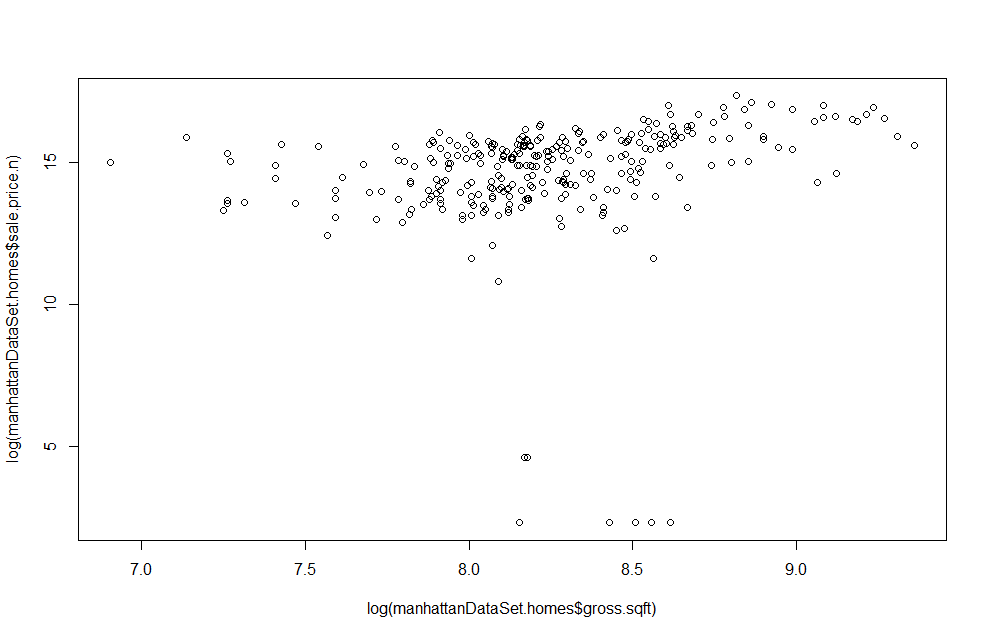 log(manhattanDataSet.homes$sale.price.n)
15
10
5
7.0 7.5 8.0 8.5 9.0
log(manhattanDataSet.homes$gross.sqft)